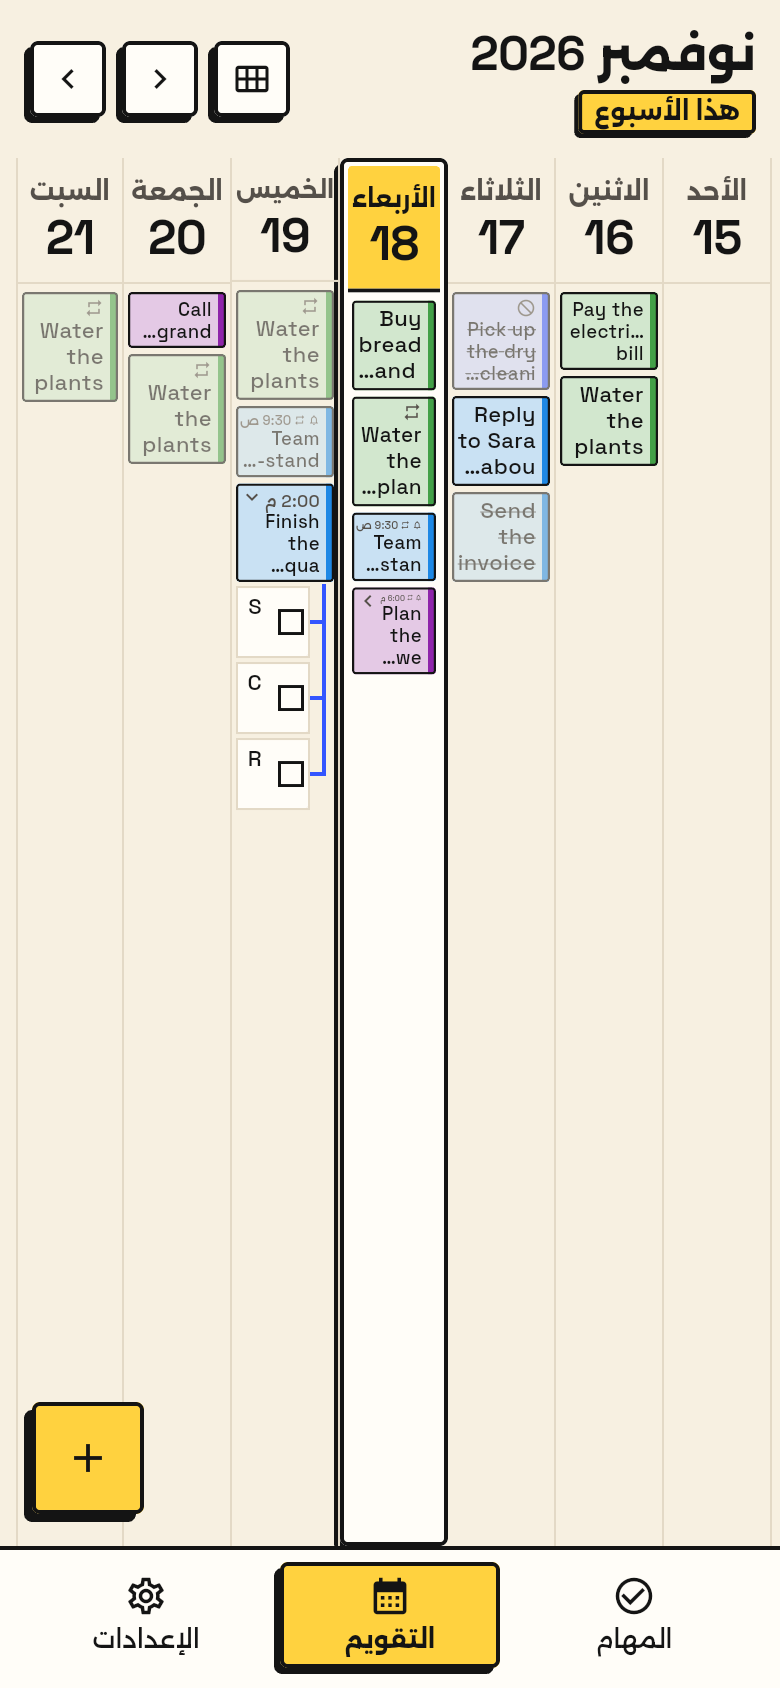 نوفمبر 2026
هذا الأسبوع
الأحد
15
الاثنين
16
Pay the
electri…
bill
Water
the
plants
الثلاثاء
17
Pick up
the dry
cleani…
Reply
to Sara
abou…
Send
the
invoice
الأربعاء
18
Buy
bread
and…
Water
the
plan…
9:30 ص
Team
stan…
6:00 م
Plan
the
we…
الخميس
19
Water
the
plants
9:30 ص
Team
stand-…
2:00 م
Finish
the
qua…
S
C
R
الجمعة
20
Call
grand…
Water
the
plants
السبت
21
Water
the
plants
المهام
التقويم
الإعدادات